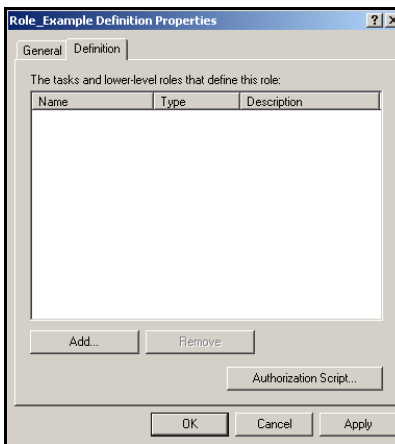 Role_Example Definition Properties
General Definition
The tasks and lower-level roles that define this role:
Name Type Description
Add... Remove
Authorization Script...
OK Cancel Apply